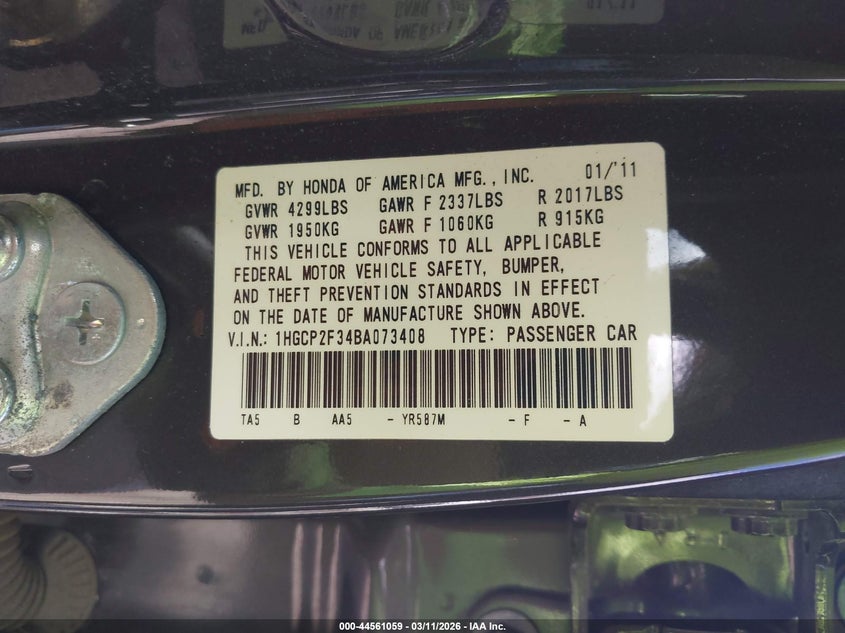 MFD. BY HONDA OF AMERICA MFG., INC. 01/'11
GVWR 4299LBS GAWR F 2337LBS R 2017LBS
GVWR 1950KG GAWR F 1060KG R 915KG
THIS VEHICLE CONFORMS TO ALL APPLICABLE
FEDERAL MOTOR VEHICLE SAFETY, BUMPER,
AND THEFT PREVENTION STANDARDS IN EFFECT
ON THE DATE OF MANUFACTURE SHOWN ABOVE.
V.I.N.: 1HGCP2F34BA073408 TYPE: PASSENGER CAR
TA5 B AA5 - YR587M - F - A
000-44561059 - 03/11/2026 - IAA Inc.